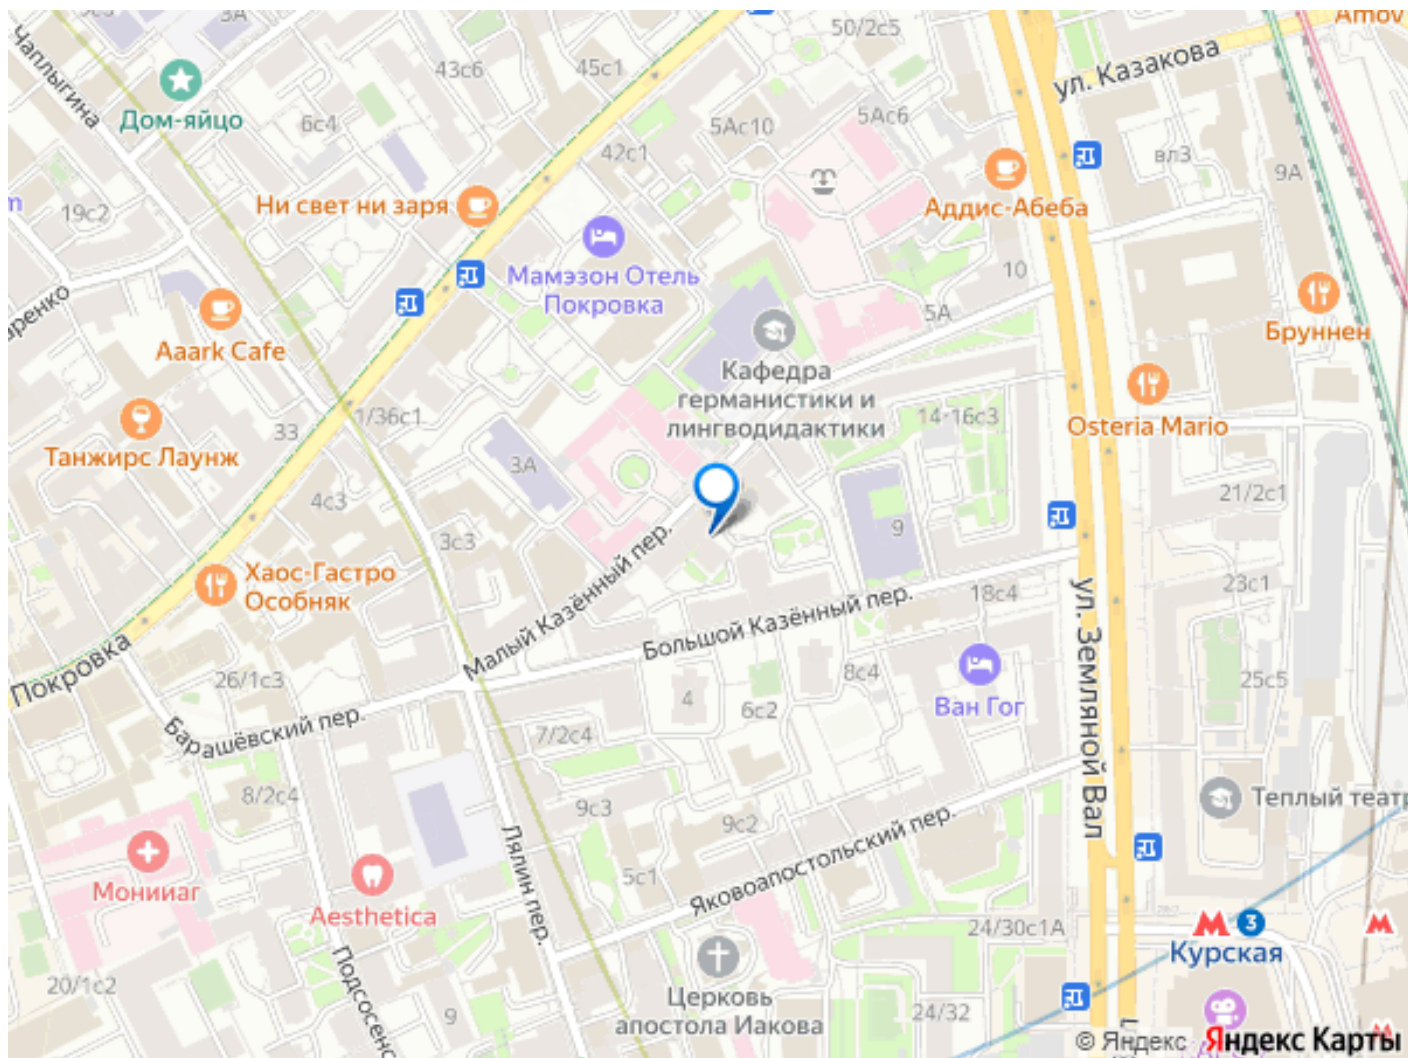 50/2с5
Amov
3А
Чаплыгина
43с6
45с1
ул. Казакова
Дом-яйцо
6с4
5Ас10
5Ас6
42с1
вл3
9А
19с2
Ни свет ни заря
Аддис-Абеба
Мамэзон Отель
Покровка
10
5А
Бруннен
Aaark Cafe
Кафедра
германистики и
лингводидактики
1/36с1
33
14-16с3
Osteria Mario
Танжирс Лаунж
3А
4с3
21/2с1
9
3с3
Малый Казённый пер.
Хаос-Гастро
Особняк
ул. Земляной Вал
23с1
18с4
Большой Казённый пер.
Покровка
26/1с3
8с4
25с5
4
6с2
Ван Гог
Барашёвский пер.
7/2с4
8/2с4
9с3
9с2
Теплый театр
Яковоапостольский пер.
Лялин пер.
Монииаг
5с1
Aesthetica
24/30с1А
3
Курская
Подсосенс
20/1с2
9
Церковь
апостола Иакова
24/32
© Яндекс Яндекс Карты